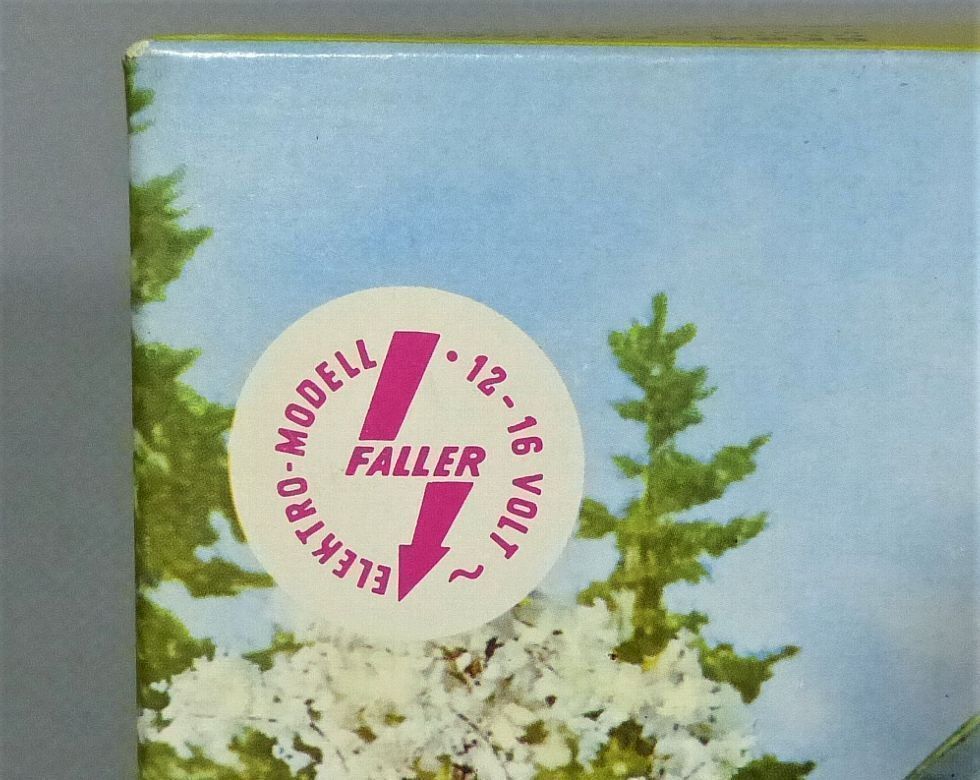 ELEKTRO-MODELL • 12-16 VOLT ~
FALLER